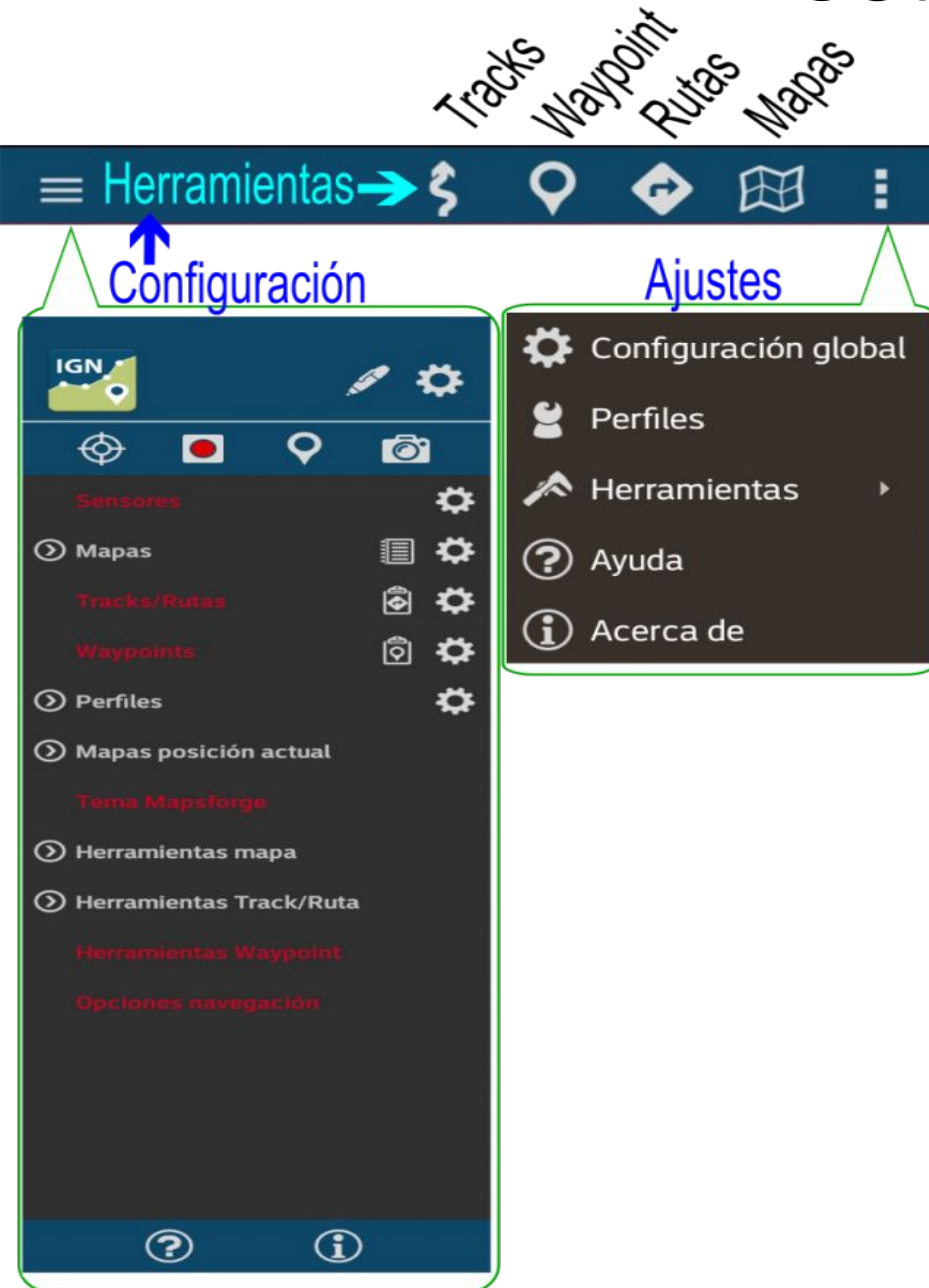 Tracks
Waypoint
Rutas
Mapas
Herramientas
Configuración
Ajustes
IGN
Sensores
Mapas
Tracks/Rutas
Waypoints
Perfiles
Mapas posición actual
Tema Mapsforge
Herramientas mapa
Herramientas Track/Ruta
Herramientas Waypoint
Opciones navegación
Configuración global
Perfiles
Herramientas
Ayuda
Acerca de